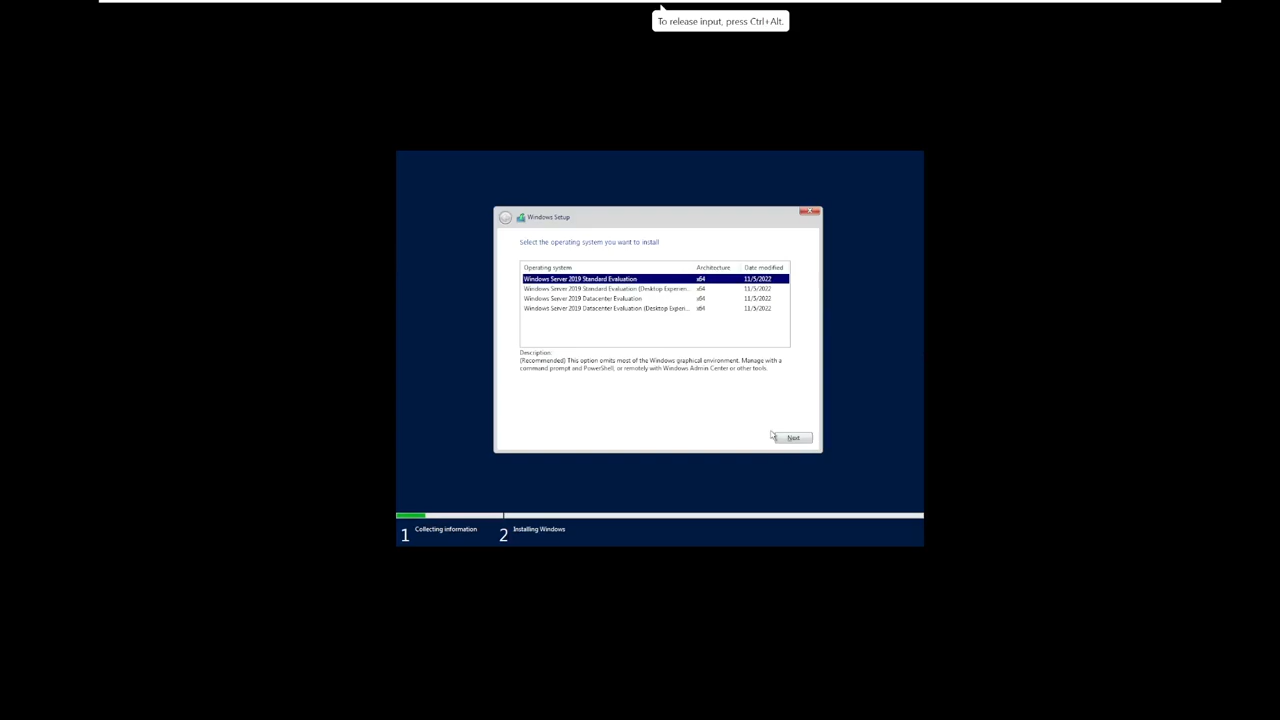 To release input, press Ctrl+Alt.
Windows Setup
Select the operating system you want to install
Operating system Architecture Date modified
Windows Server 2019 Standard Evaluation x64 11/5/2022
Windows Server 2019 Standard Evaluation (Desktop Experien... x64 11/5/2022
Windows Server 2019 Datacenter Evaluation x64 11/5/2022
Windows Server 2019 Datacenter Evaluation (Desktop Experi... x64 11/5/2022
Description:
(Recommended) This option omits most of the Windows graphical environment. Manage with a
command prompt and PowerShell, or remotely with Windows Admin Center or other tools.
Next
1 Collecting information 2 Installing Windows